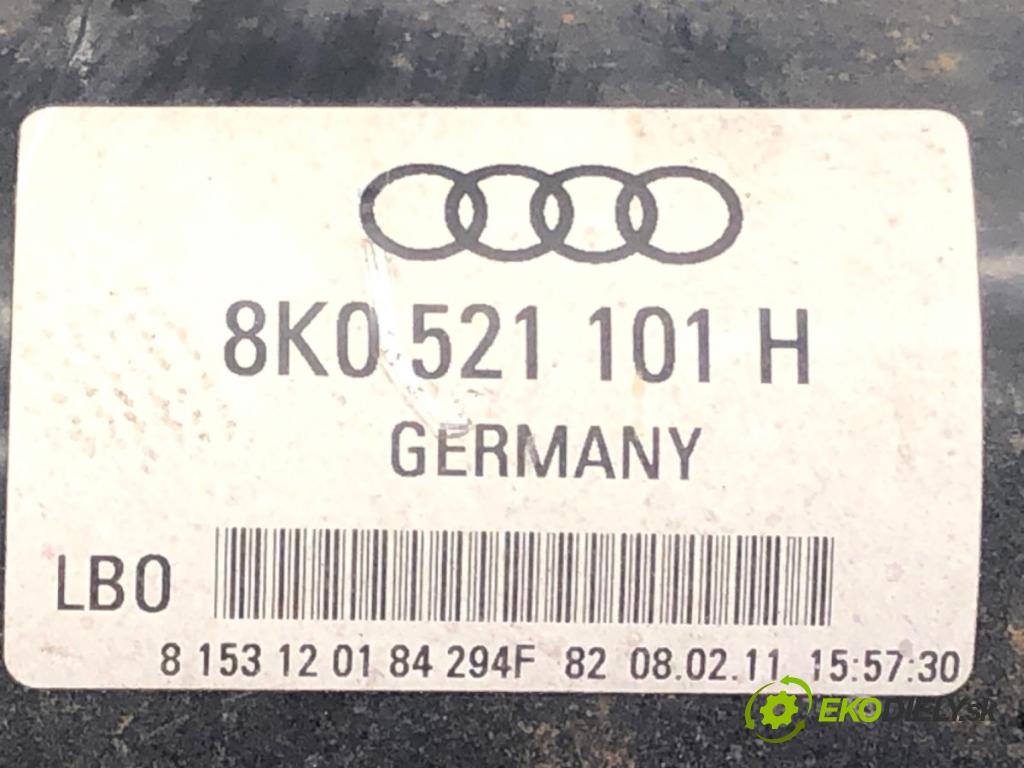 8K0 521 101 H
GERMANY
LB0
8 153 12 01 84 294F 82 08.02.11 15:57:30
EKODIELY.SK